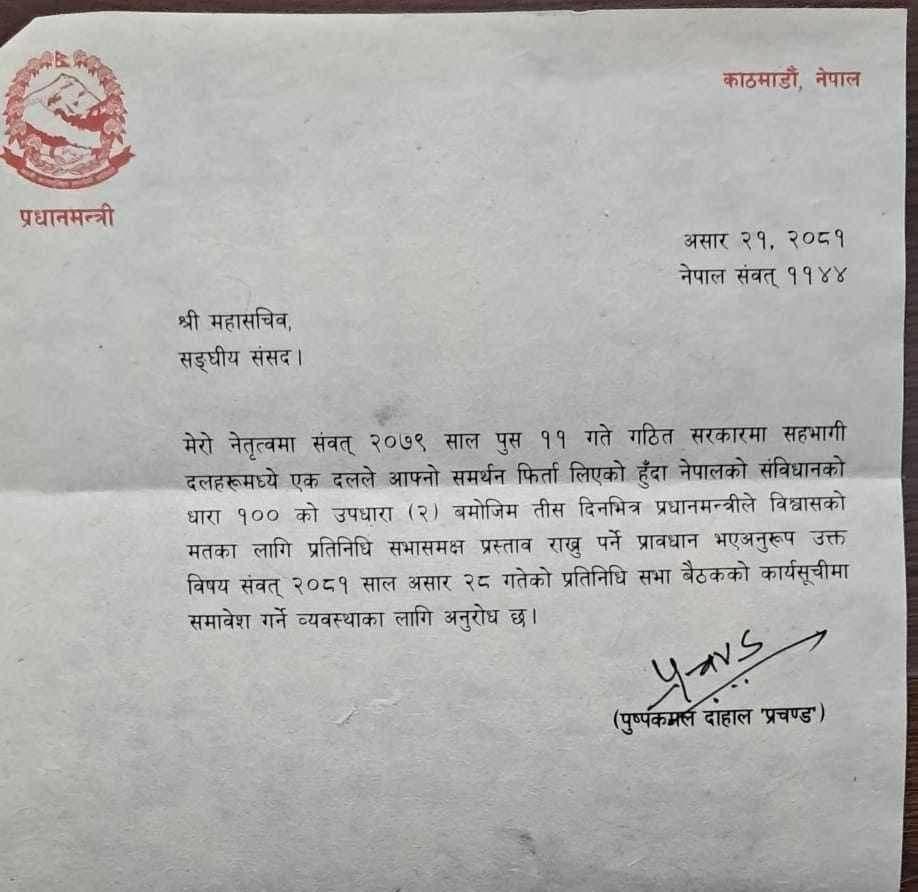 काठमाडौं, नेपाल
प्रधानमन्त्री
असार २१, २०८१
नेपाल संवत् ११४४
श्री महासचिव,
सङ्घीय संसद।
मेरो नेतृत्वमा संवत् २०७९ साल पुस ११ गते गठित सरकारमा सहभागी
दलहरूमध्ये एक दलले आफ्नो समर्थन फिर्ता लिएको हुँदा नेपालको संविधानको
धारा १०० को उपधारा (२) बमोजिम तीस दिनभित्र प्रधानमन्त्रीले विश्वासको
मतका लागि प्रतिनिधि सभासमक्ष प्रस्ताव राख्नु पर्ने प्रावधान भएअनुरूप उक्त
विषय संवत् २०८१ साल असार २८ गतेको प्रतिनिधि सभा बैठकको कार्यसूचीमा
समावेश गर्ने व्यवस्थाका लागि अनुरोध छ।
(पुष्पकमल दाहाल 'प्रचण्ड')